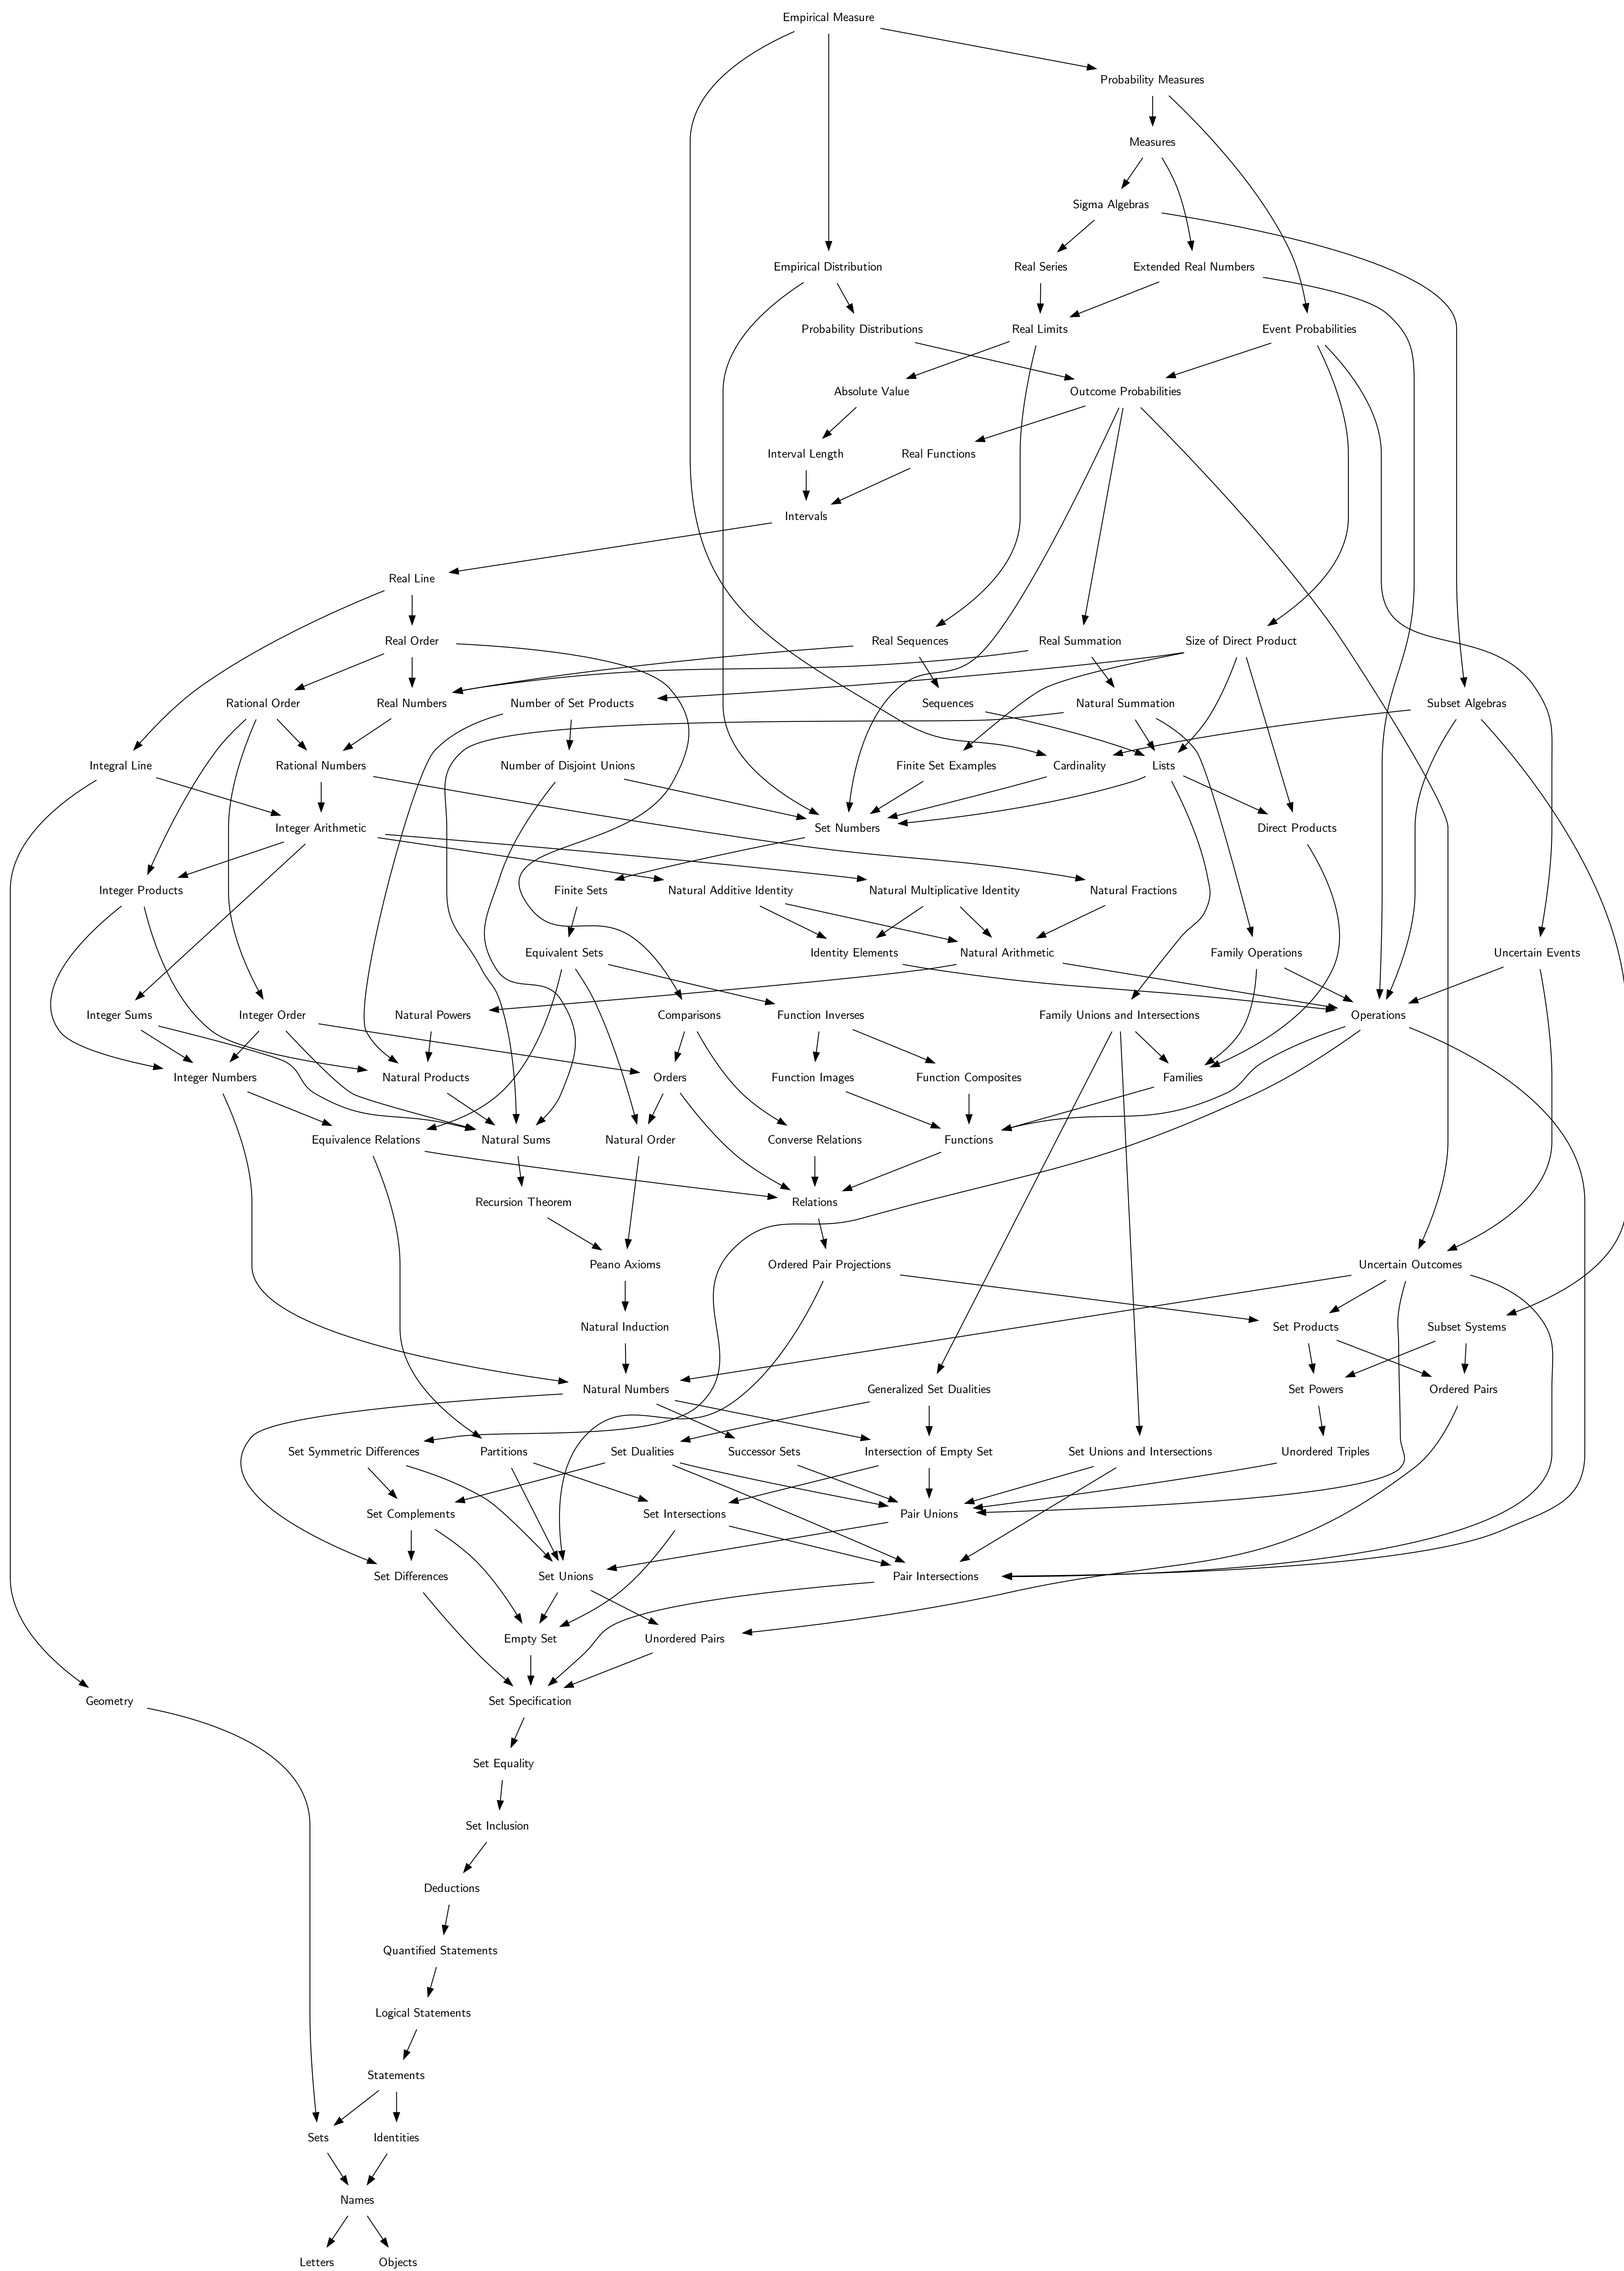 Empirical Measure
Probability Measures
Measures
Sigma Algebras
Empirical Distribution
Real Series
Extended Real Numbers
Probability Distributions
Real Limits
Event Probabilities
Absolute Value
Outcome Probabilities
Interval Length
Real Functions
Intervals
Real Line
Real Order
Real Sequences
Real Summation
Size of Direct Product
Rational Order
Real Numbers
Number of Set Products
Sequences
Natural Summation
Subset Algebras
Integral Line
Rational Numbers
Number of Disjoint Unions
Finite Set Examples
Cardinality
Lists
Integer Arithmetic
Set Numbers
Direct Products
Integer Products
Finite Sets
Natural Additive Identity
Natural Multiplicative Identity
Natural Fractions
Equivalent Sets
Identity Elements
Natural Arithmetic
Family Operations
Uncertain Events
Integer Sums
Integer Order
Natural Powers
Comparisons
Function Inverses
Family Unions and Intersections
Operations
Integer Numbers
Natural Products
Orders
Function Images
Function Composites
Families
Equivalence Relations
Natural Sums
Natural Order
Converse Relations
Functions
Recursion Theorem
Relations
Peano Axioms
Ordered Pair Projections
Uncertain Outcomes
Natural Induction
Set Products
Subset Systems
Natural Numbers
Generalized Set Dualities
Set Powers
Ordered Pairs
Set Symmetric Differences
Partitions
Set Dualities
Successor Sets
Intersection of Empty Set
Set Unions and Intersections
Unordered Triples
Set Complements
Set Intersections
Pair Unions
Set Differences
Set Unions
Pair Intersections
Empty Set
Unordered Pairs
Geometry
Set Specification
Set Equality
Set Inclusion
Deductions
Quantified Statements
Logical Statements
Statements
Sets
Identities
Names
Letters
Objects